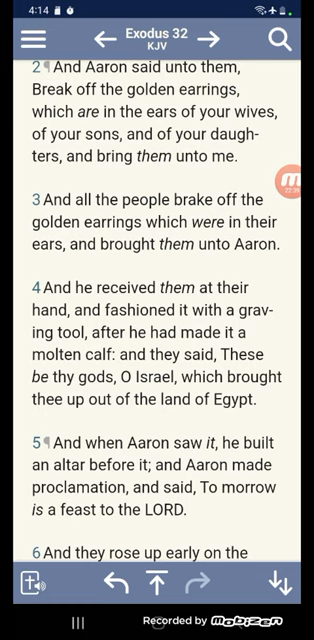 4:14
Exodus 32
KJV
2 ¶ And Aaron said unto them,
Break off the golden earrings,
which are in the ears of your wives,
of your sons, and of your daugh-
ters, and bring them unto me.
3 And all the people brake off the
golden earrings which were in their
ears, and brought them unto Aaron.
4 And he received them at their
hand, and fashioned it with a grav-
ing tool, after he had made it a
molten calf: and they said, These
be thy gods, O Israel, which brought
thee up out of the land of Egypt.
5 ¶ And when Aaron saw it, he built
an altar before it; and Aaron made
proclamation, and said, To morrow
is a feast to the LORD.
6 And they rose up early on the
Recorded by mobizen